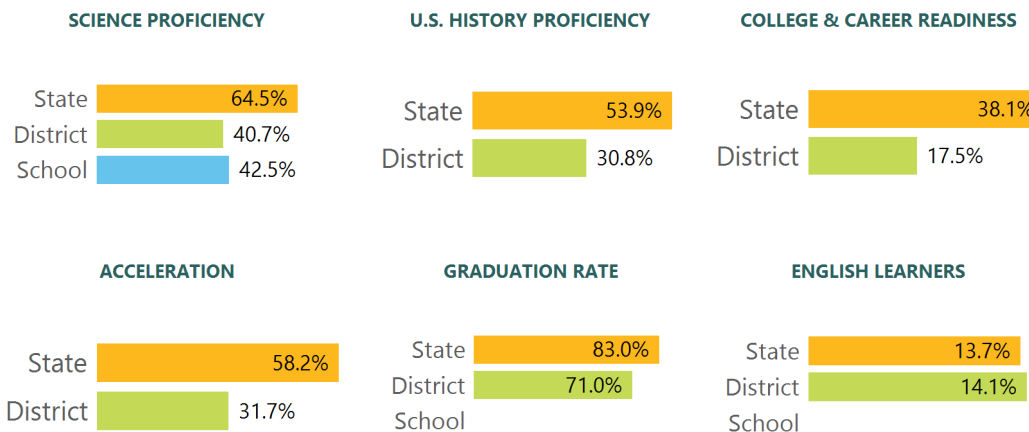 SCIENCE PROFICIENCY
State 64.5%
District 40.7%
School 42.5%
U.S. HISTORY PROFICIENCY
State 53.9%
District 30.8%
COLLEGE & CAREER READINESS
State 38.1%
District 17.5%
ACCELERATION
State 58.2%
District 31.7%
GRADUATION RATE
State 83.0%
District 71.0%
School
ENGLISH LEARNERS
State 13.7%
District 14.1%
School